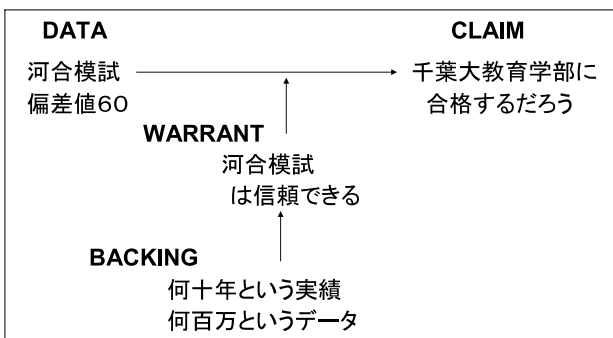 DATA
CLAIM
河合模試
偏差値60
千葉大教育学部に
合格するだろう
WARRANT
河合模試
は信頼できる
BACKING
何十年という実績
何百万というデータ